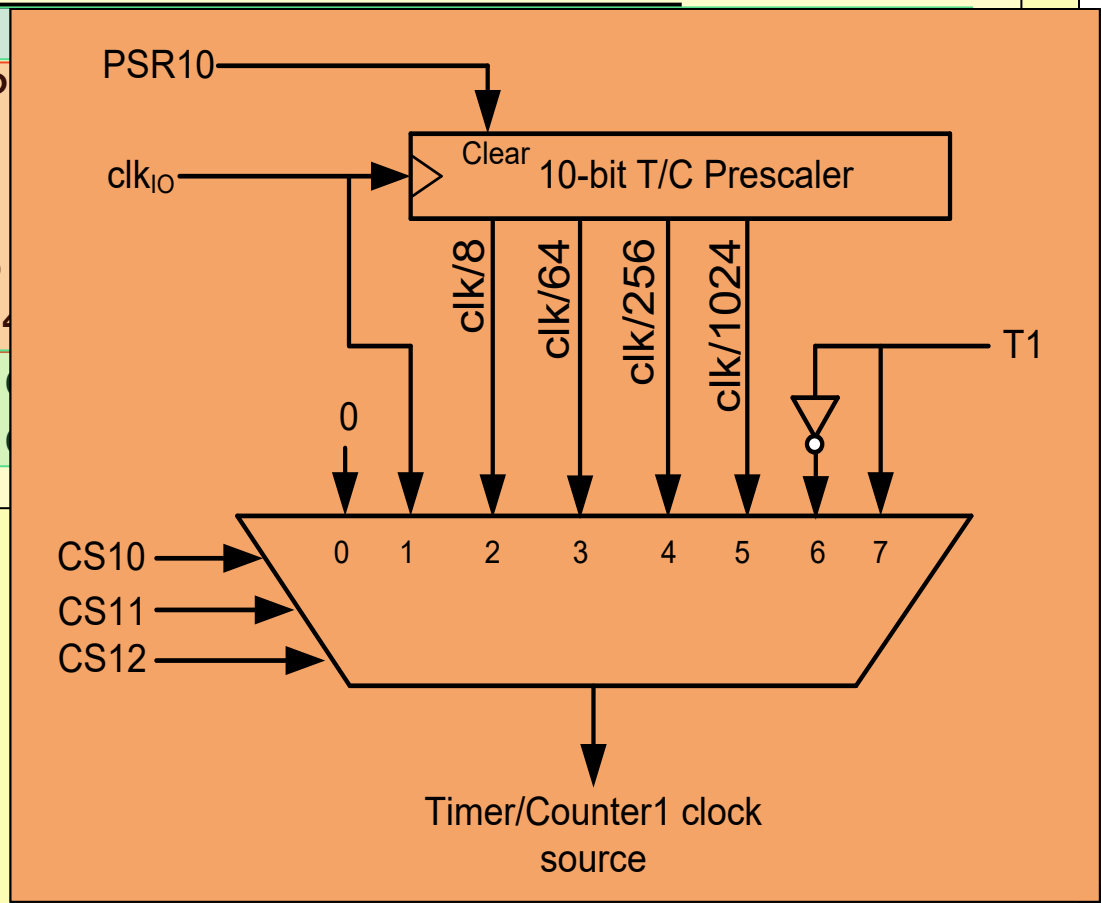 PSR10
Clear
10-bit T/C Prescaler
clkIO
clk/8
clk/64
clk/256
clk/1024
T1
0
0 1 2 3 4 5 6 7
CS10
CS11
CS12
Timer/Counter1 clock
source